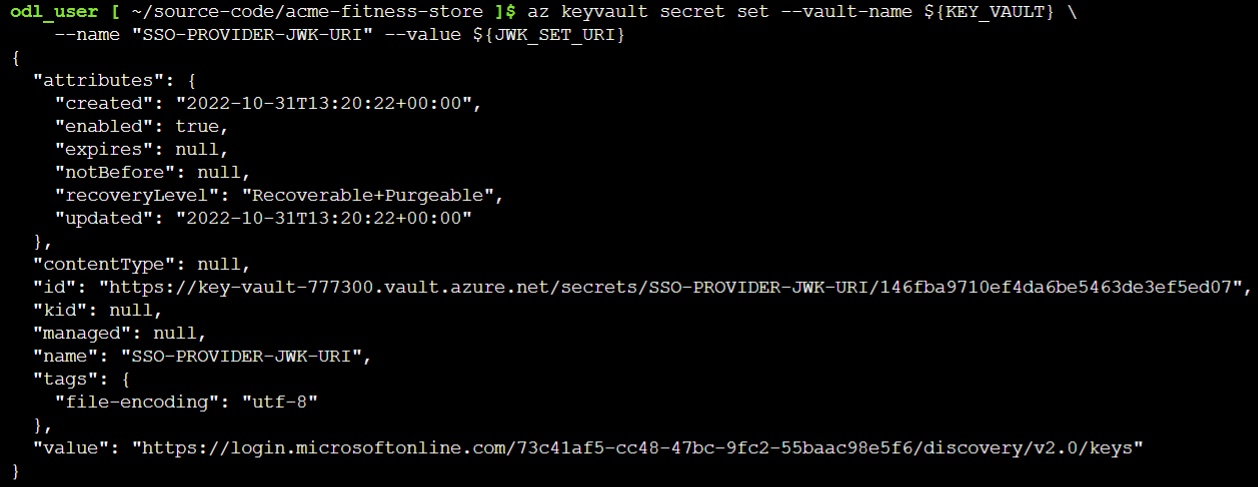 odl_user [ ~/source-code/acme-fitness-store ]$ az keyvault secret set --vault-name ${KEY_VAULT} \
    --name "SSO-PROVIDER-JWK-URI" --value ${JWK_SET_URI}
{
  "attributes": {
    "created": "2022-10-31T13:20:22+00:00",
    "enabled": true,
    "expires": null,
    "notBefore": null,
    "recoveryLevel": "Recoverable+Purgeable",
    "updated": "2022-10-31T13:20:22+00:00"
  },
  "contentType": null,
  "id": "https://key-vault-777300.vault.azure.net/secrets/SSO-PROVIDER-JWK-URI/146fba9710ef4da6be5463de3ef5ed07",
  "kid": null,
  "managed": null,
  "name": "SSO-PROVIDER-JWK-URI",
  "tags": {
    "file-encoding": "utf-8"
  },
  "value": "https://login.microsoftonline.com/73c41af5-cc48-47bc-9fc2-55baac98e5f6/discovery/v2.0/keys"
}